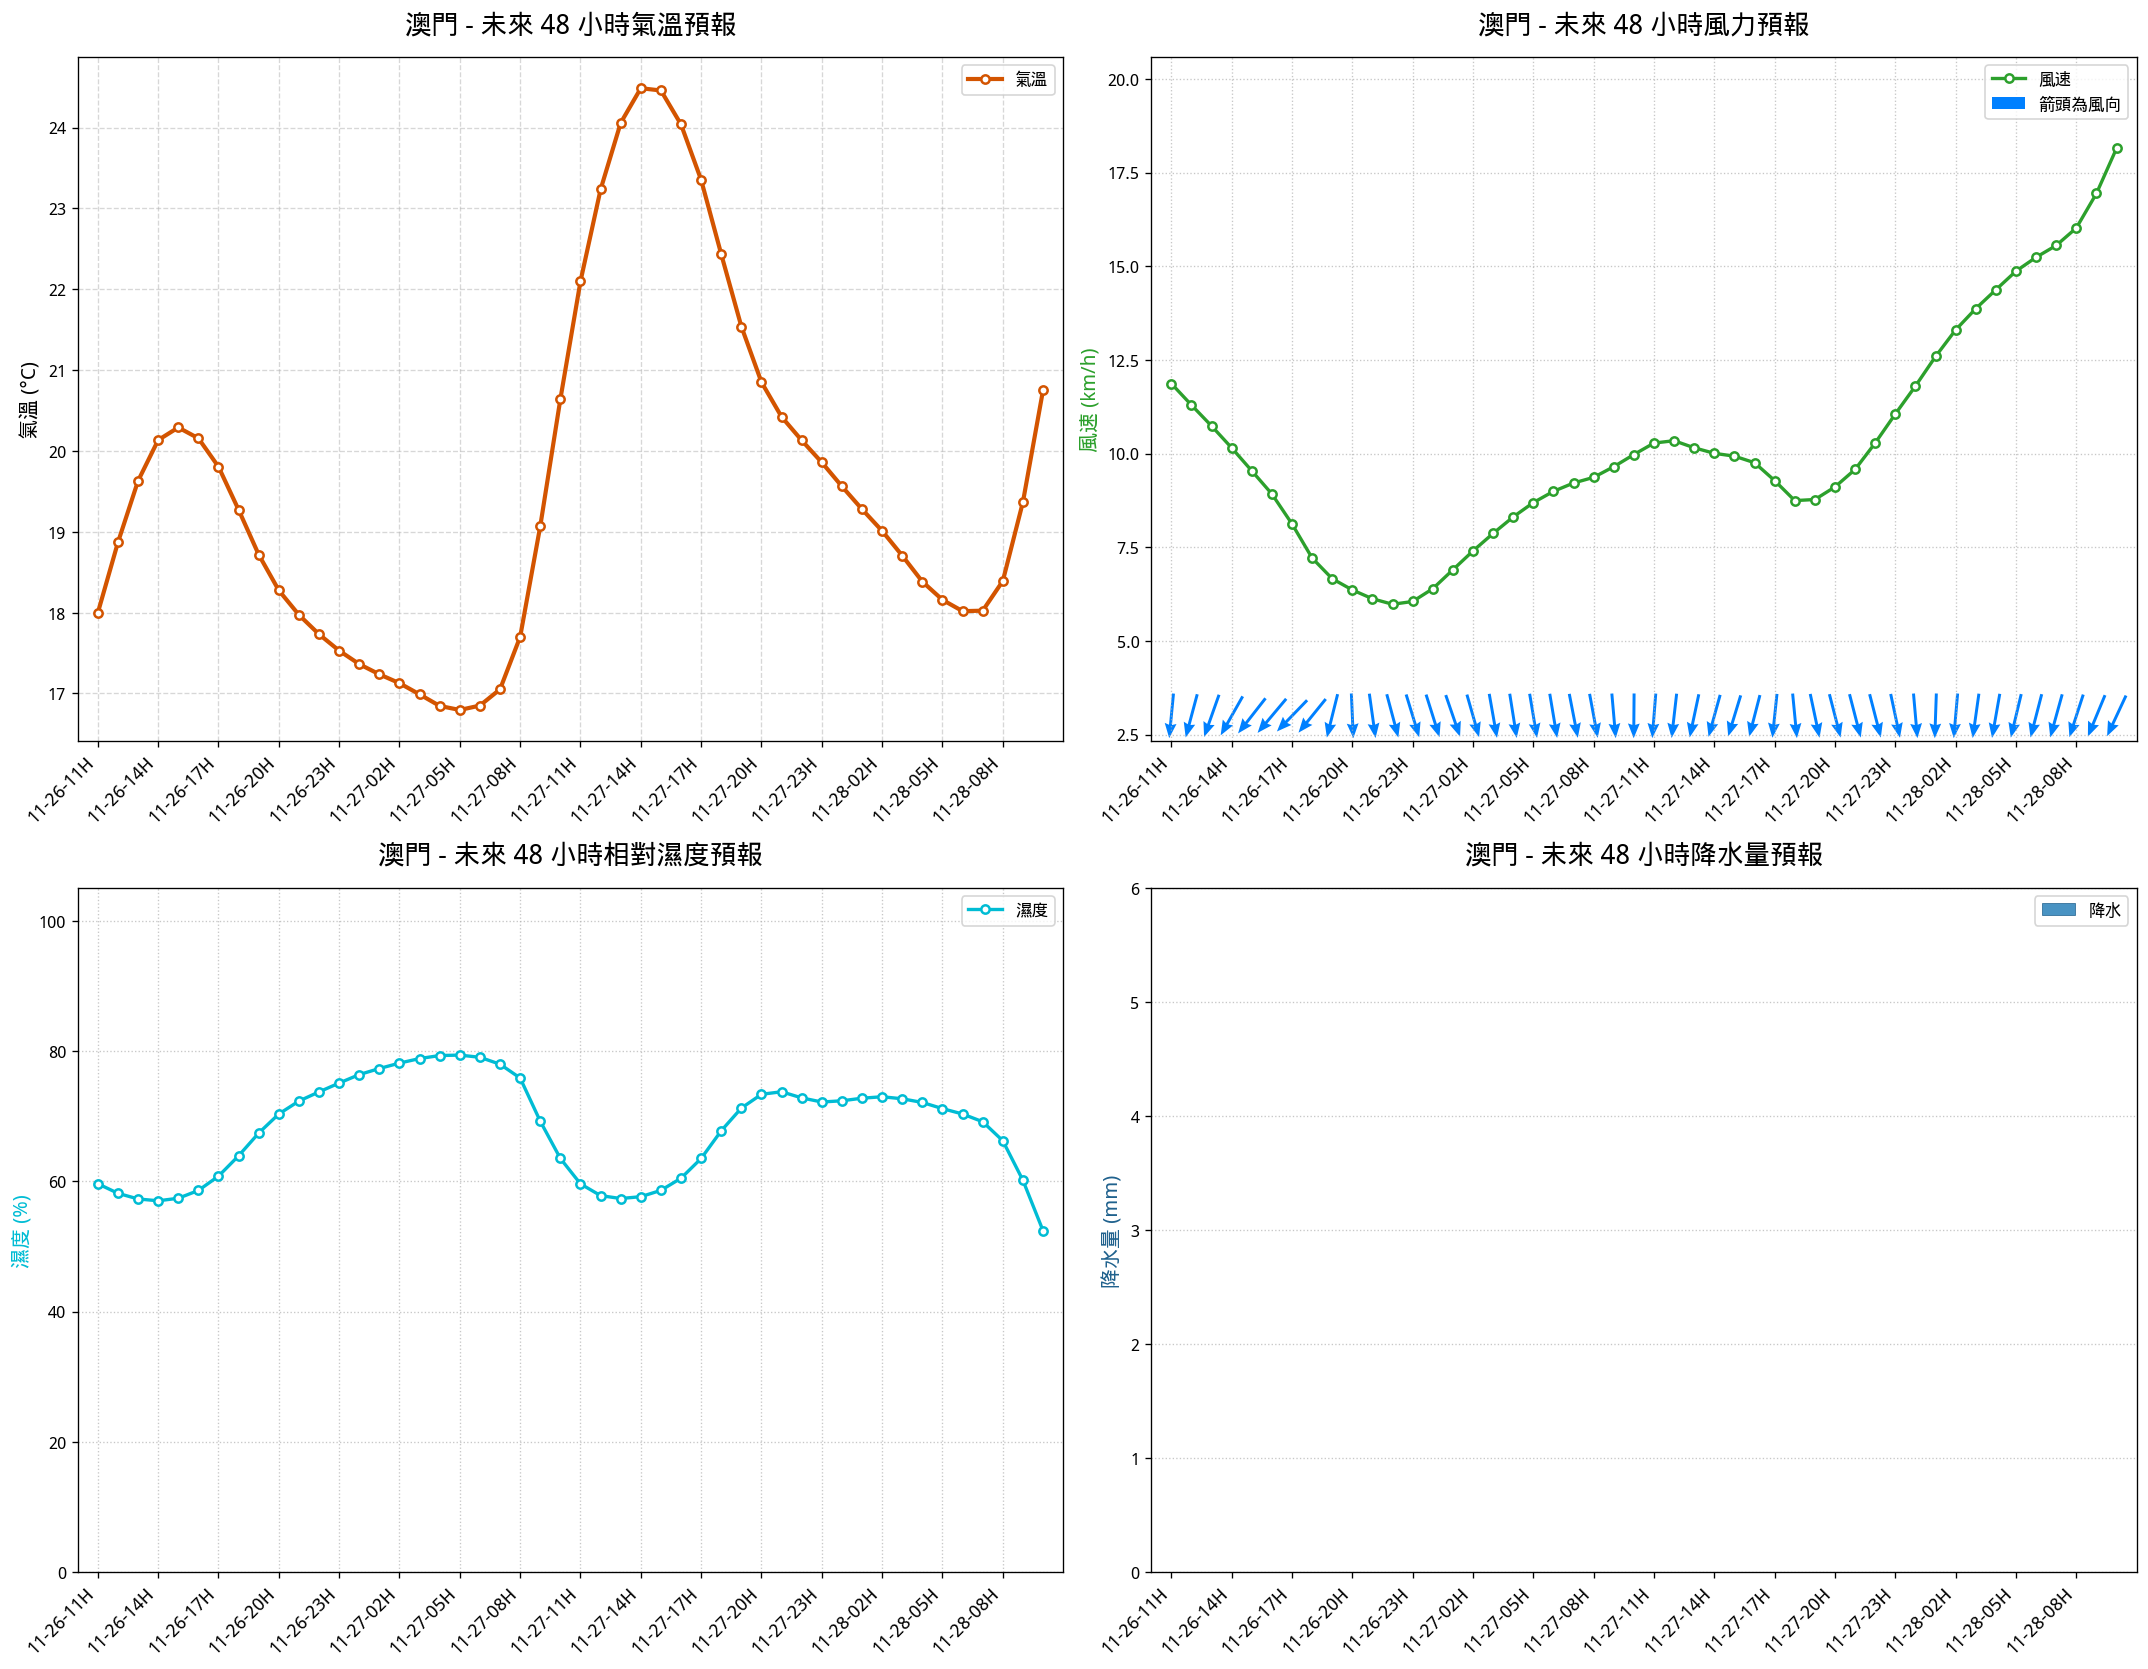 澳門 - 未來 48 小時氣溫預報
氣溫
氣溫 (°C)
24
23
22
21
20
19
18
17
11-26-11H
11-26-14H
11-26-17H
11-26-20H
11-26-23H
11-27-02H
11-27-05H
11-27-08H
11-27-11H
11-27-14H
11-27-17H
11-27-20H
11-27-23H
11-28-02H
11-28-05H
11-28-08H
澳門 - 未來 48 小時風力預報
風速
箭頭為風向
風速 (km/h)
20.0
17.5
15.0
12.5
10.0
7.5
5.0
2.5
11-26-11H
11-26-14H
11-26-17H
11-26-20H
11-26-23H
11-27-02H
11-27-05H
11-27-08H
11-27-11H
11-27-14H
11-27-17H
11-27-20H
11-27-23H
11-28-02H
11-28-05H
11-28-08H
澳門 - 未來 48 小時相對濕度預報
濕度
濕度 (%)
100
80
60
40
20
0
11-26-11H
11-26-14H
11-26-17H
11-26-20H
11-26-23H
11-27-02H
11-27-05H
11-27-08H
11-27-11H
11-27-14H
11-27-17H
11-27-20H
11-27-23H
11-28-02H
11-28-05H
11-28-08H
澳門 - 未來 48 小時降水量預報
降水
降水量 (mm)
6
5
4
3
2
1
0
11-26-11H
11-26-14H
11-26-17H
11-26-20H
11-26-23H
11-27-02H
11-27-05H
11-27-08H
11-27-11H
11-27-14H
11-27-17H
11-27-20H
11-27-23H
11-28-02H
11-28-05H
11-28-08H